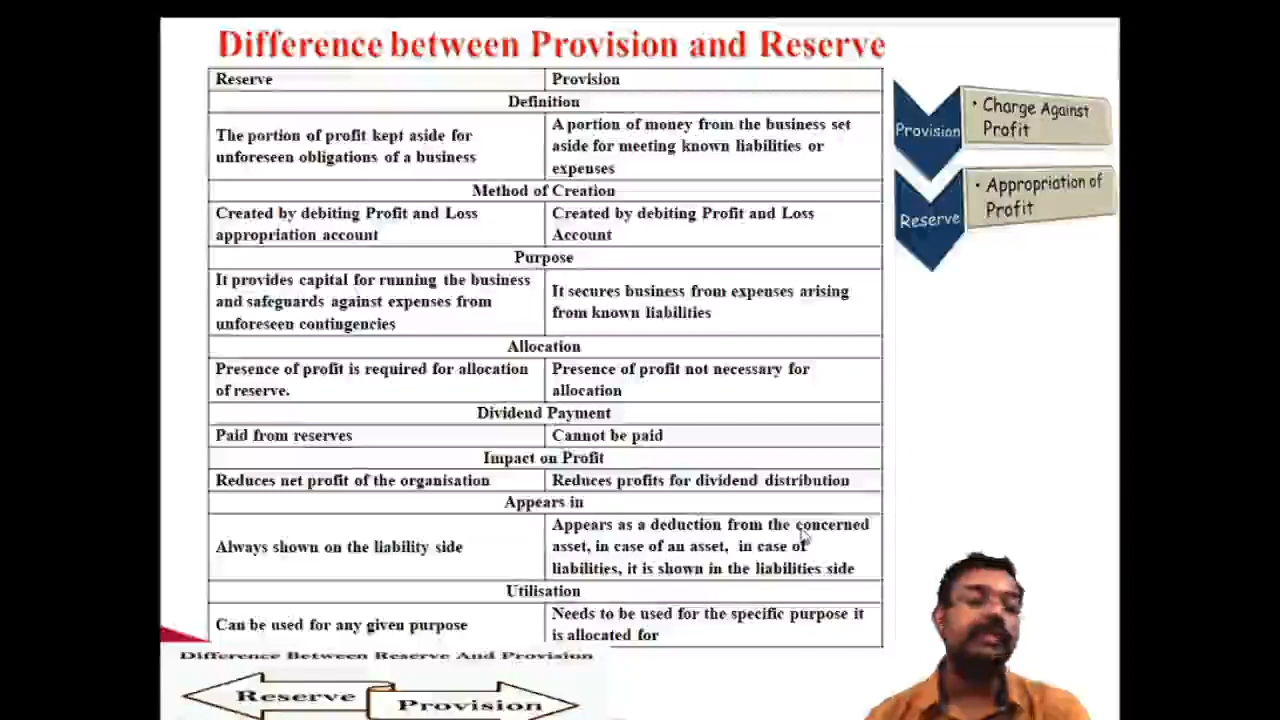 Difference between Provision and Reserve
Reserve
Provision
Definition
The portion of profit kept aside for
unforeseen obligations of a business
A portion of money from the business set
aside for meeting known liabilities or
expenses
Method of Creation
Created by debiting Profit and Loss
appropriation account
Created by debiting Profit and Loss
Account
Purpose
It provides capital for running the business
and safeguards against expenses from
unforeseen contingencies
It secures business from expenses arising
from known liabilities
Allocation
Presence of profit is required for allocation
of reserve.
Presence of profit not necessary for
allocation
Dividend Payment
Paid from reserves
Cannot be paid
Impact on Profit
Reduces net profit of the organisation
Reduces profits for dividend distribution
Appears in
Always shown on the liability side
Appears as a deduction from the concerned
asset, in case of an asset, in case of
liabilities, it is shown in the liabilities side
Utilisation
Can be used for any given purpose
Needs to be used for the specific purpose it
is allocated for
Provision
• Charge Against
Profit
Reserve
• Appropriation of
Profit
Difference Between Reserve And Provision
Reserve
Provision